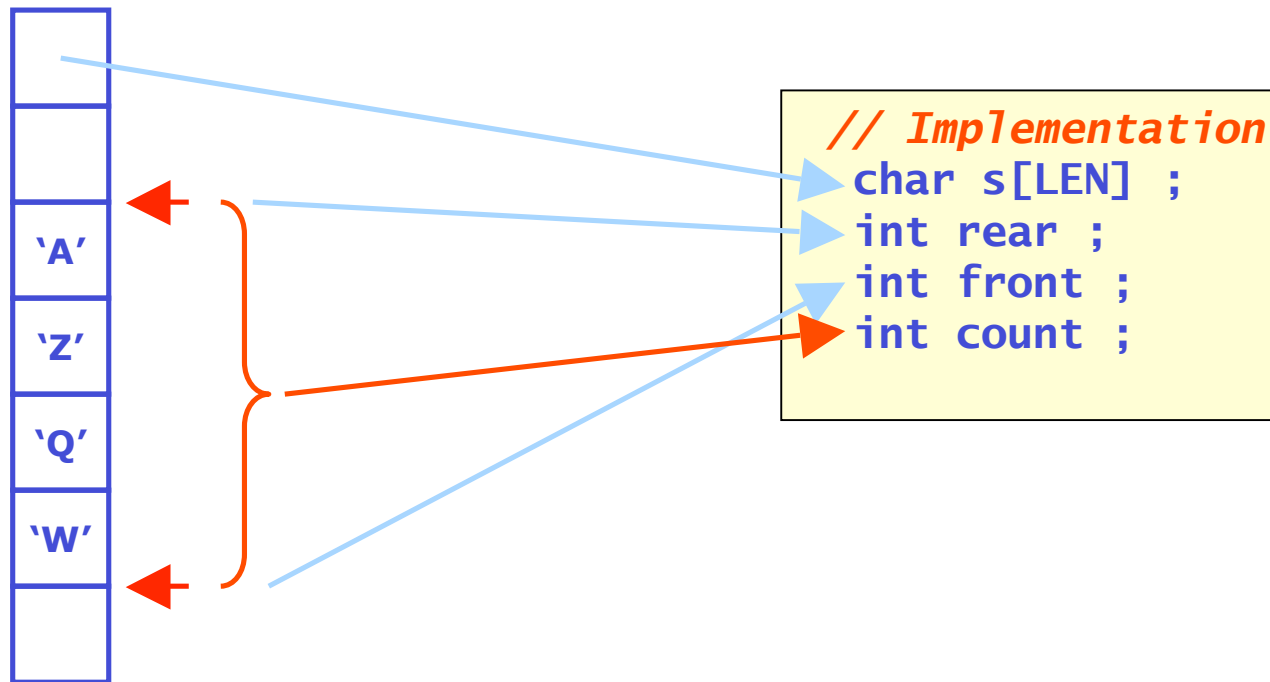 ‘A’
‘Z’
‘Q’
‘W’
// Implementation
char s[LEN] ;
int rear ;
int front ;
int count ;